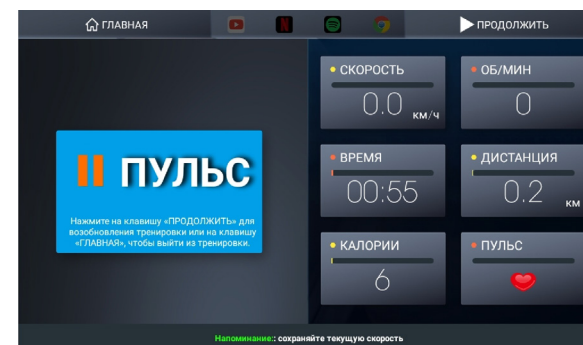 ГЛАВНАЯ
ПРОДОЛЖИТЬ
ПУЛЬС
Нажмите на клавишу «ПРОДОЛЖИТЬ» для
возобновления тренировки или на клавишу
«ГЛАВНАЯ», чтобы выйти из тренировки.
СКОРОСТЬ
0.0 км/ч
ОБ/МИН
0
ВРЕМЯ
00:55
ДИСТАНЦИЯ
0.2 км
КАЛОРИИ
6
ПУЛЬС
Напоминание:: сохраняйте текущую скорость